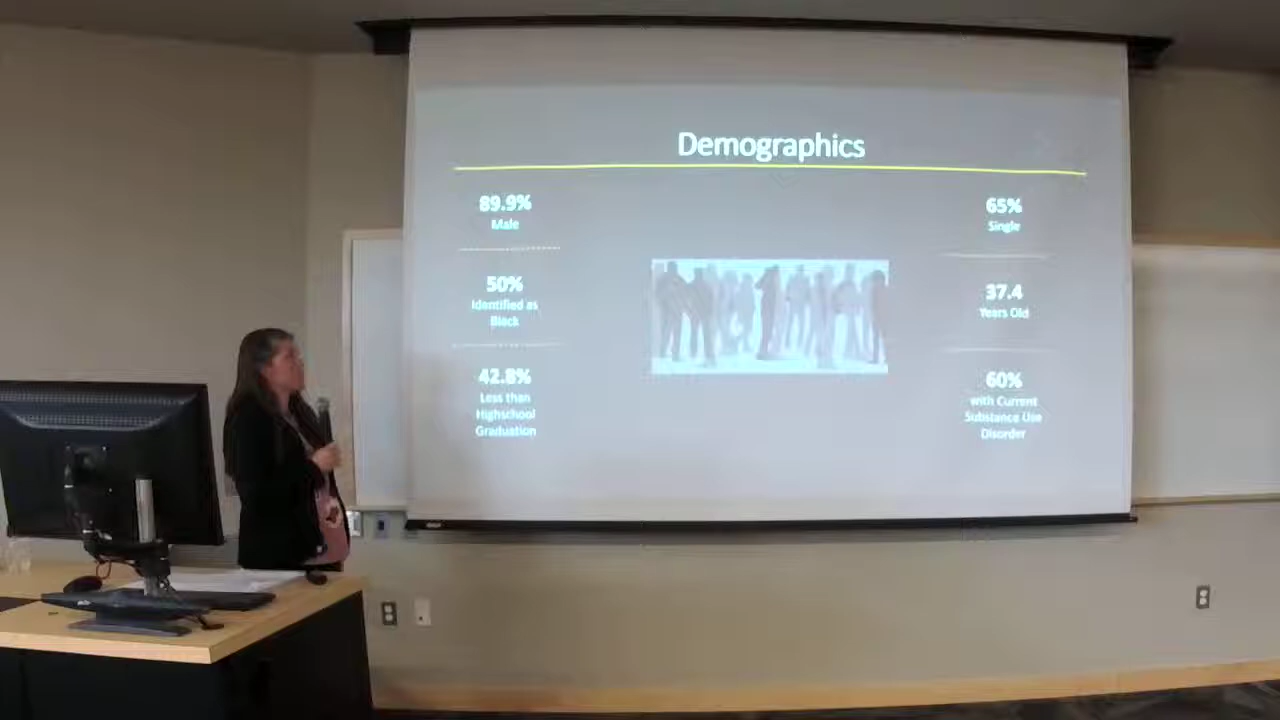 Demographics
89.9%
Male
50%
Identified as
Black
42.8%
Less than
Highschool
Graduation
65%
Single
37.4
Years Old
60%
with Current
Substance Use
Disorder